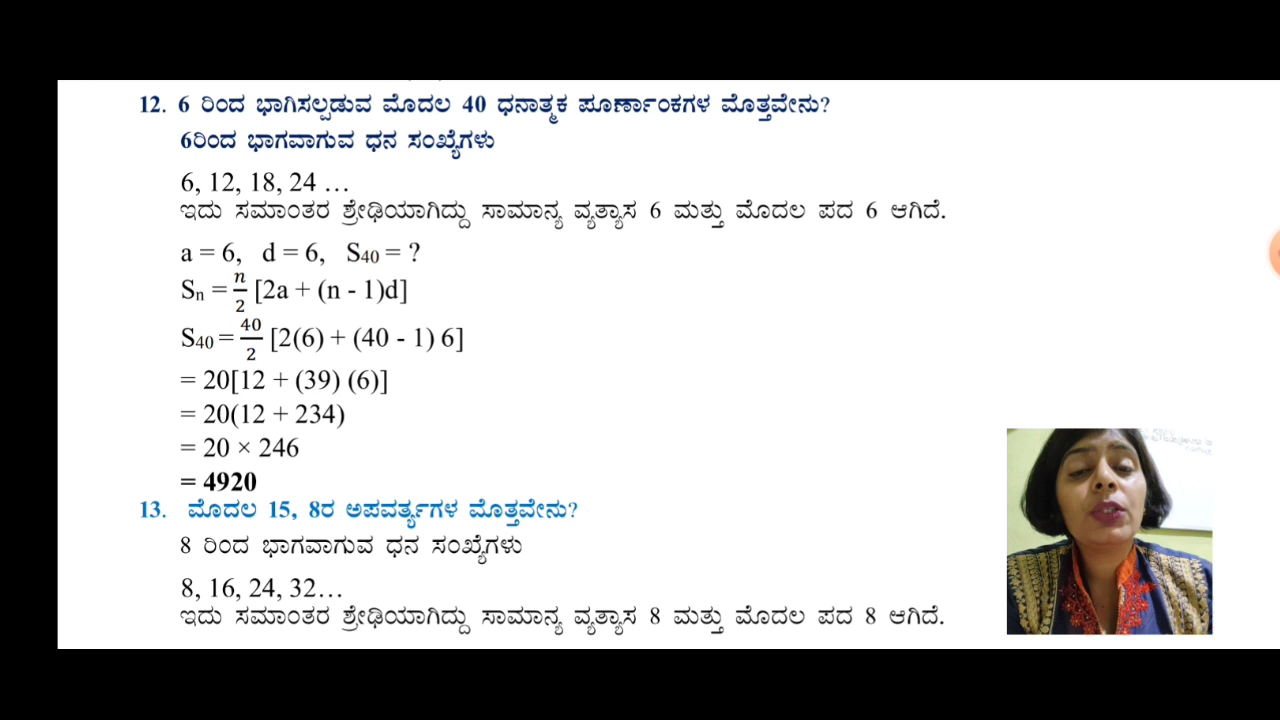 12. 6 ರಿಂದ ಭಾಗಿಸಲ್ಪಡುವ ಮೊದಲ 40 ಧನಾತ್ಮಕ ಪೂರ್ಣಾಂಕಗಳ ಮೊತ್ತವೇನು?
6ರಿಂದ ಭಾಗವಾಗುವ ಧನ ಸಂಖ್ಯೆಗಳು
6, 12, 18, 24 …
ಇದು ಸಮಾಂತರ ಶ್ರೇಢಿಯಾಗಿದ್ದು ಸಾಮಾನ್ಯ ವ್ಯತ್ಯಾಸ 6 ಮತ್ತು ಮೊದಲ ಪದ 6 ಆಗಿದೆ.
a = 6, d = 6, S₄₀ = ?
Sₙ = n/2 [2a + (n - 1)d]
S₄₀ = 40/2 [2(6) + (40 - 1) 6]
= 20[12 + (39) (6)]
= 20(12 + 234)
= 20 × 246
= 4920
13. ಮೊದಲ 15, 8ರ ಅಪವರ್ತ್ಯಗಳ ಮೊತ್ತವೇನು?
8 ರಿಂದ ಭಾಗವಾಗುವ ಧನ ಸಂಖ್ಯೆಗಳು
8, 16, 24, 32…
ಇದು ಸಮಾಂತರ ಶ್ರೇಢಿಯಾಗಿದ್ದು ಸಾಮಾನ್ಯ ವ್ಯತ್ಯಾಸ 8 ಮತ್ತು ಮೊದಲ ಪದ 8 ಆಗಿದೆ.